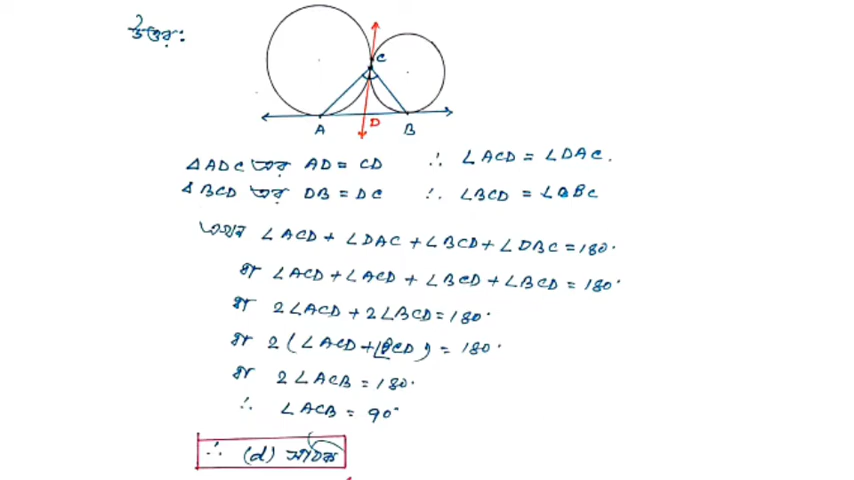 উত্তর:
C
A
D
B
△ADC এর AD = CD ∴ ∠ACD = ∠DAC.
△BCD এর DB = DC ∴ ∠BCD = ∠DBC
এখন ∠ACD + ∠DAC + ∠BCD + ∠DBC = 180°
বা ∠ACD + ∠ACD + ∠BCD + ∠BCD = 180°
বা 2∠ACD + 2∠BCD = 180°
বা 2(∠ACD + ∠BCD) = 180°
বা 2∠ACB = 180°
∴ ∠ACB = 90°
∴ (d) সঠিক